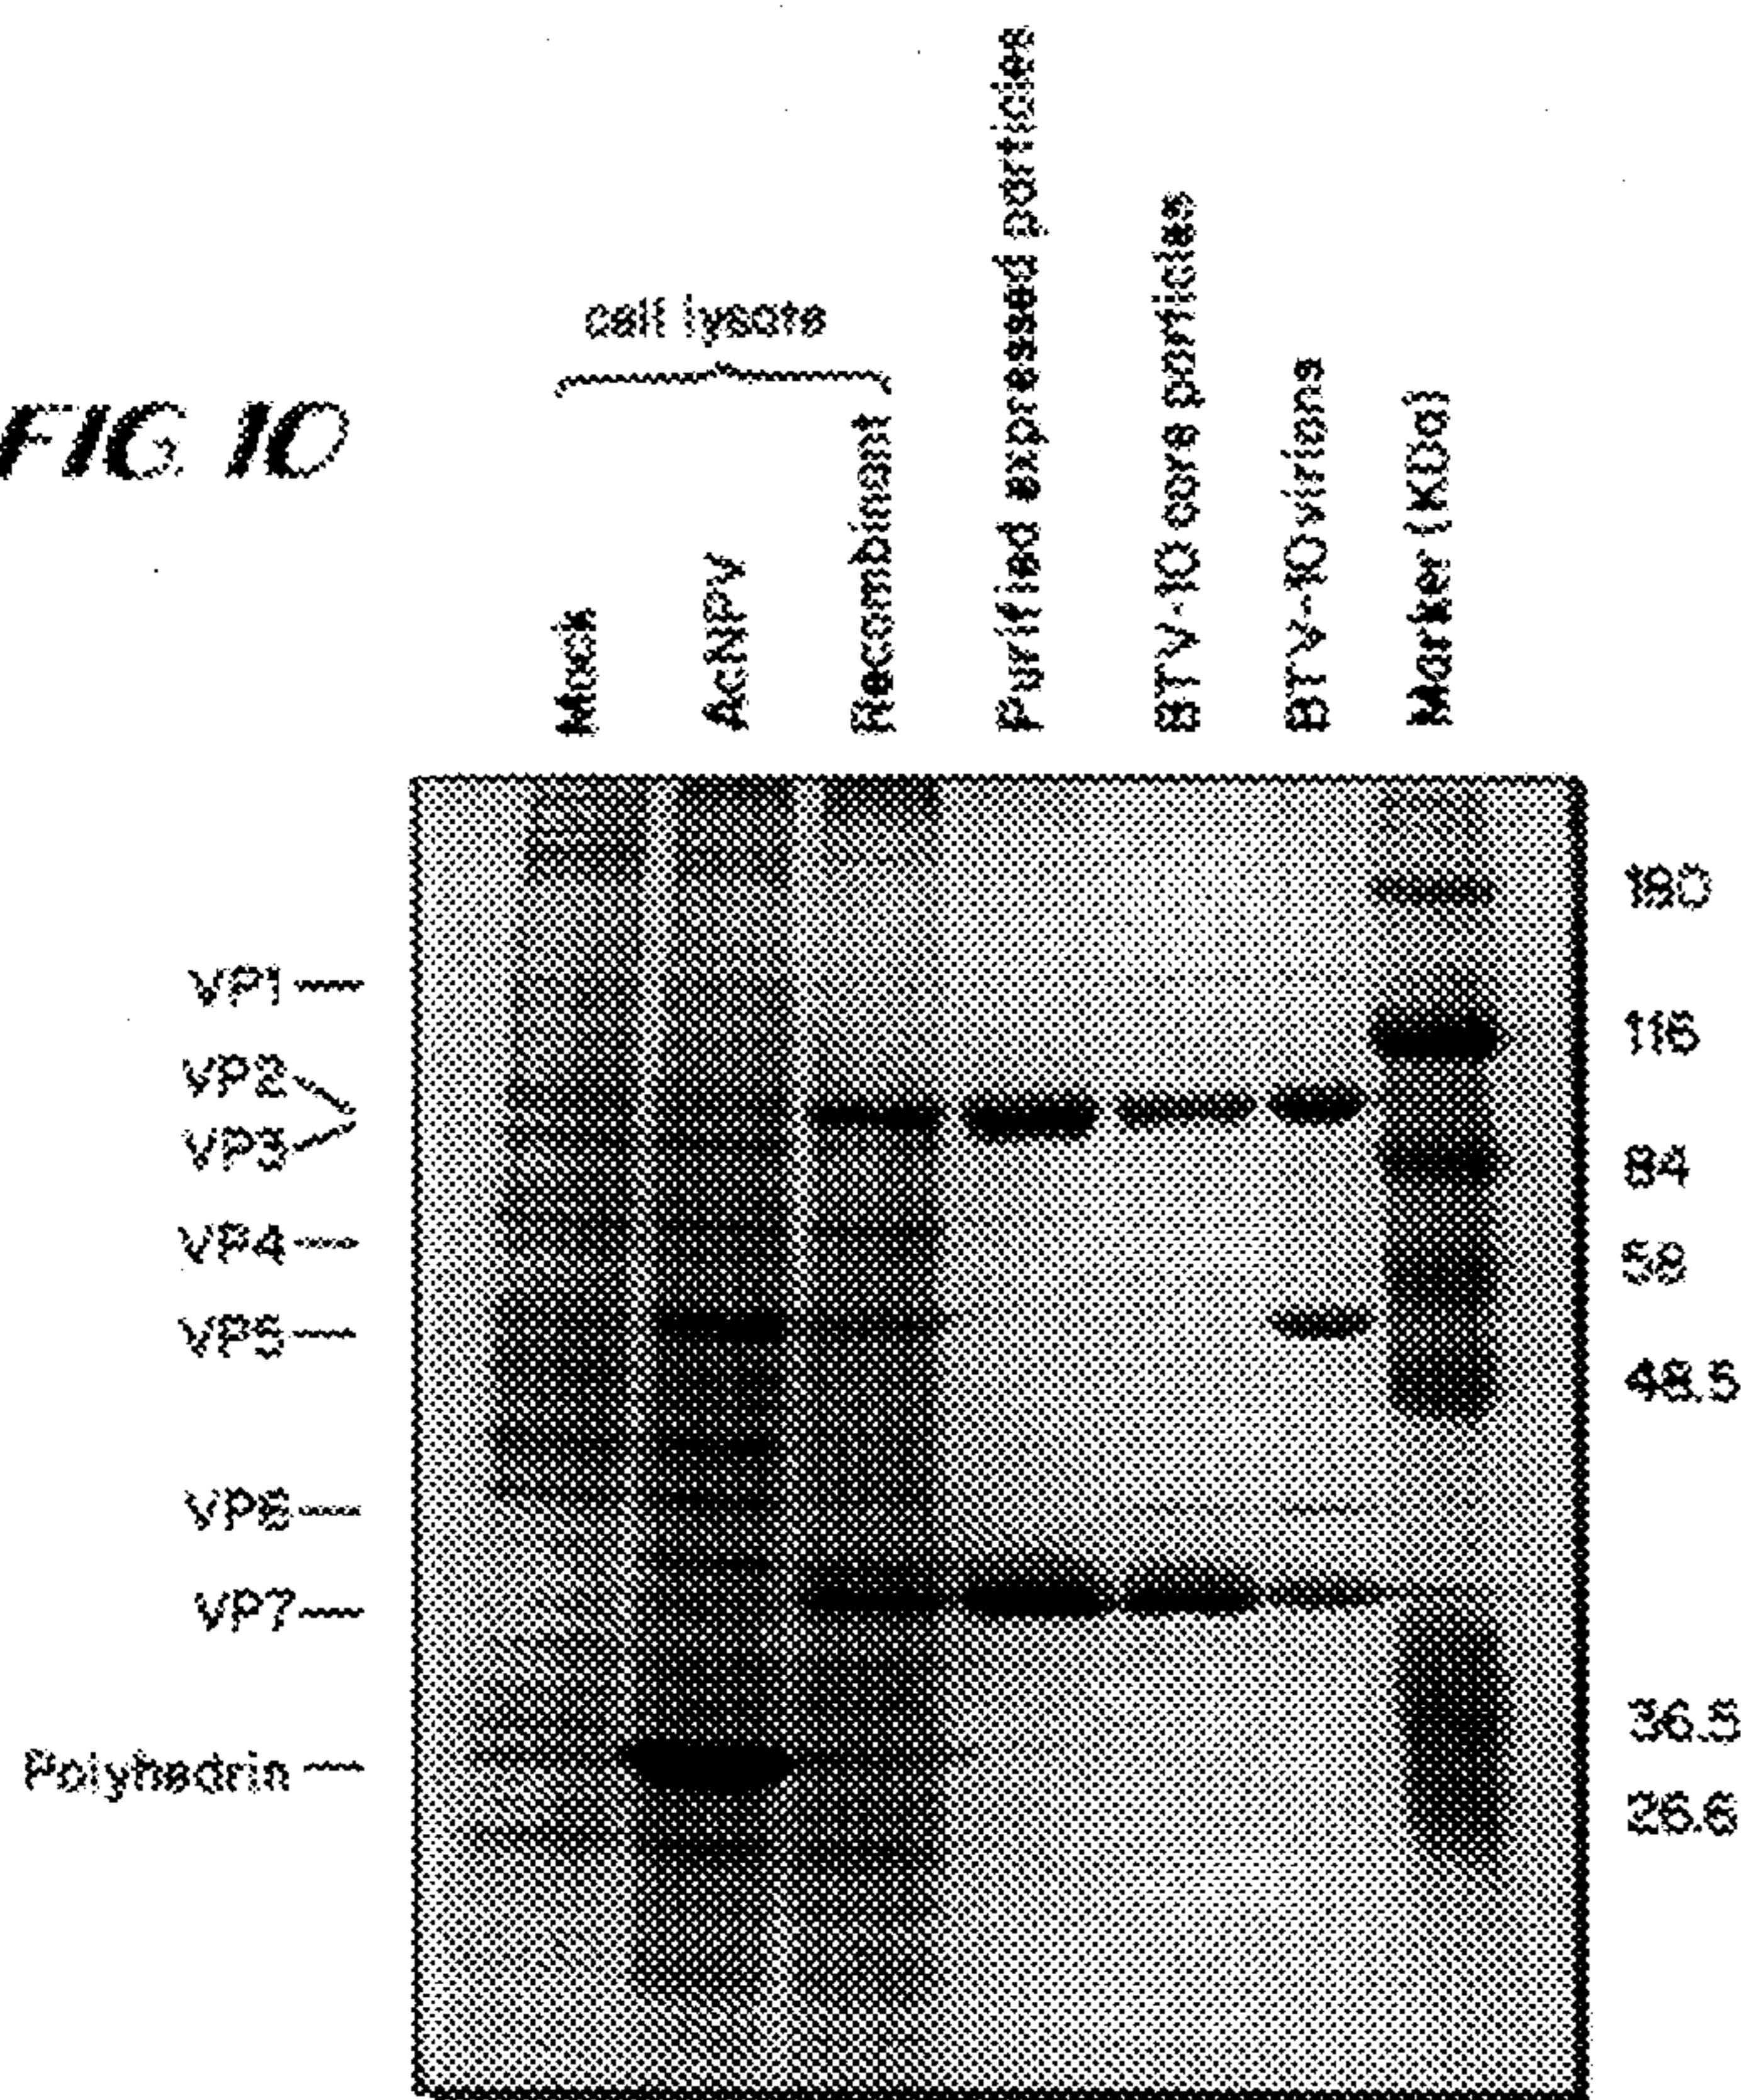 FIG 10
cell lysate
Mock
AcNPV
Recombinant
Purified expressed particles
BTV-10 core particles
BTV-10 virions
Marker (KDa)
VP1
VP2
VP3
VP4
VP5
VP6
VP7
Polyhedrin
180
116
84
58
48.5
36.5
26.6